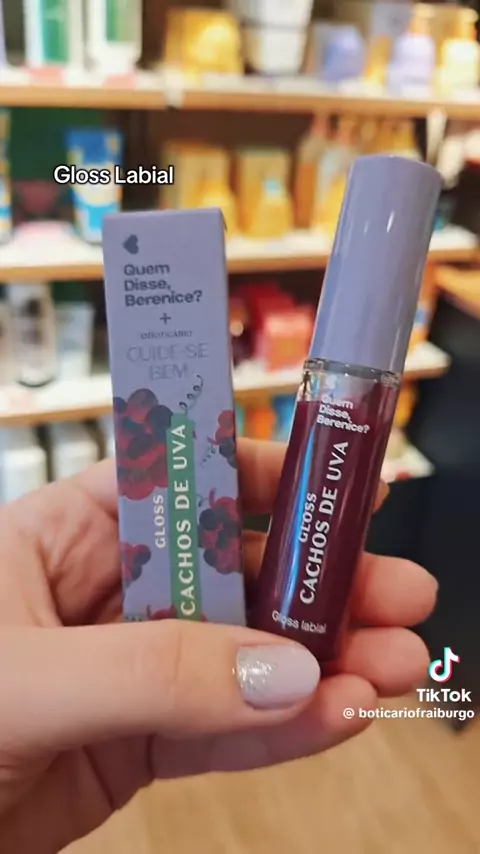 Gloss Labial
Quem
Disse,
Berenice?
+
oBOTICÁRIO
CUIDE-SE
BEM
GLOSS
CACHOS DE UVA
Quem
Disse,
Berenice?
GLOSS
CACHOS DE UVA
Gloss labial
TikTok
@ boticariofraiburgo